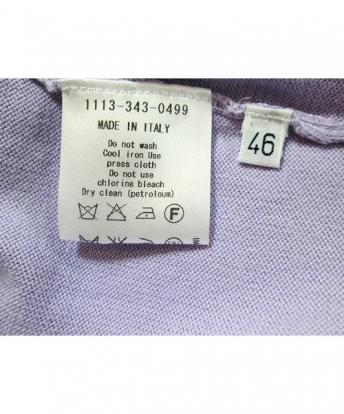 1113-343-0499
MADE IN ITALY
46
Do not wash
Cool iron Use
press cloth
Do not use
chlorine bleach
Dry clean (petroleum)
F